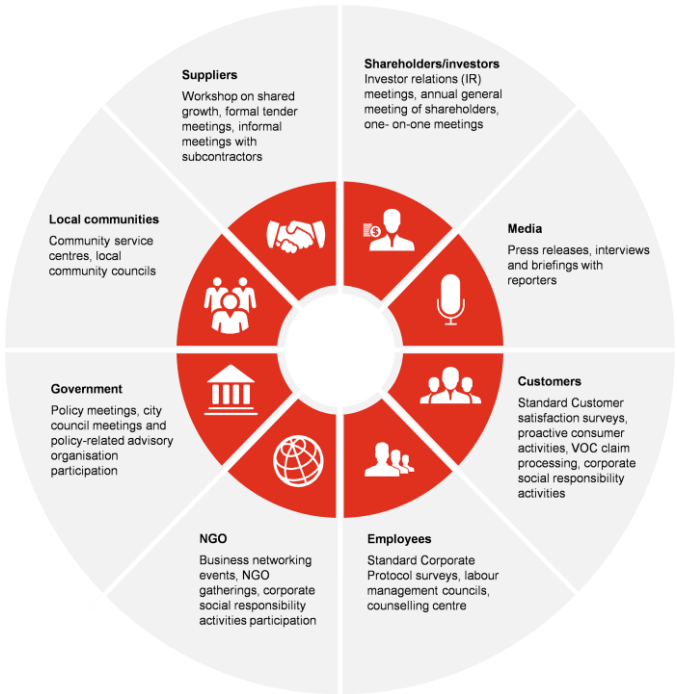 Shareholders/investors
Investor relations (IR)
meetings, annual general
meeting of shareholders,
one- on-one meetings
Media
Press releases, interviews
and briefings with
reporters
Customers
Standard Customer
satisfaction surveys,
proactive consumer
activities, VOC claim
processing, corporate
social responsibility
activities
Employees
Standard Corporate
Protocol surveys, labour
management councils,
counselling centre
NGO
Business networking
events, NGO
gatherings, corporate
social responsibility
activities participation
Government
Policy meetings, city
council meetings and
policy-related advisory
organisation
participation
Local communities
Community service
centres, local
community councils
Suppliers
Workshop on shared
growth, formal tender
meetings, informal
meetings with
subcontractors
$